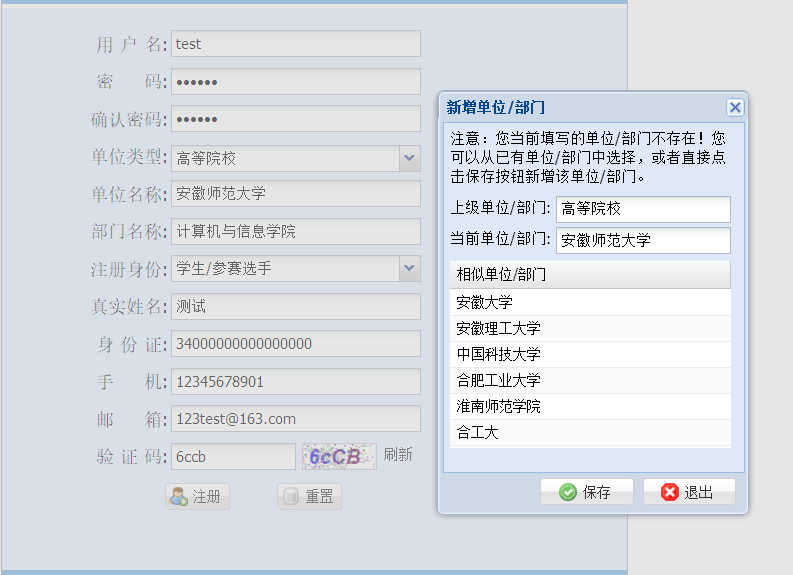 用 户 名: test
密 码: ••••••
确认密码: ••••••
单位类型: 高等院校
单位名称: 安徽师范大学
部门名称: 计算机与信息学院
注册身份: 学生/参赛选手
真实姓名: 测试
身 份 证: 34000000000000000
手 机: 12345678901
邮 箱: 123test@163.com
验 证 码: 6ccb 6cCB 刷新
注册 重置
新增单位/部门
注意：您当前填写的单位/部门不存在！您
可以从已有单位/部门中选择，或者直接点
击保存按钮新增该单位/部门。
上级单位/部门: 高等院校
当前单位/部门: 安徽师范大学
相似单位/部门
安徽大学
安徽理工大学
中国科技大学
合肥工业大学
淮南师范学院
合工大
保存 退出